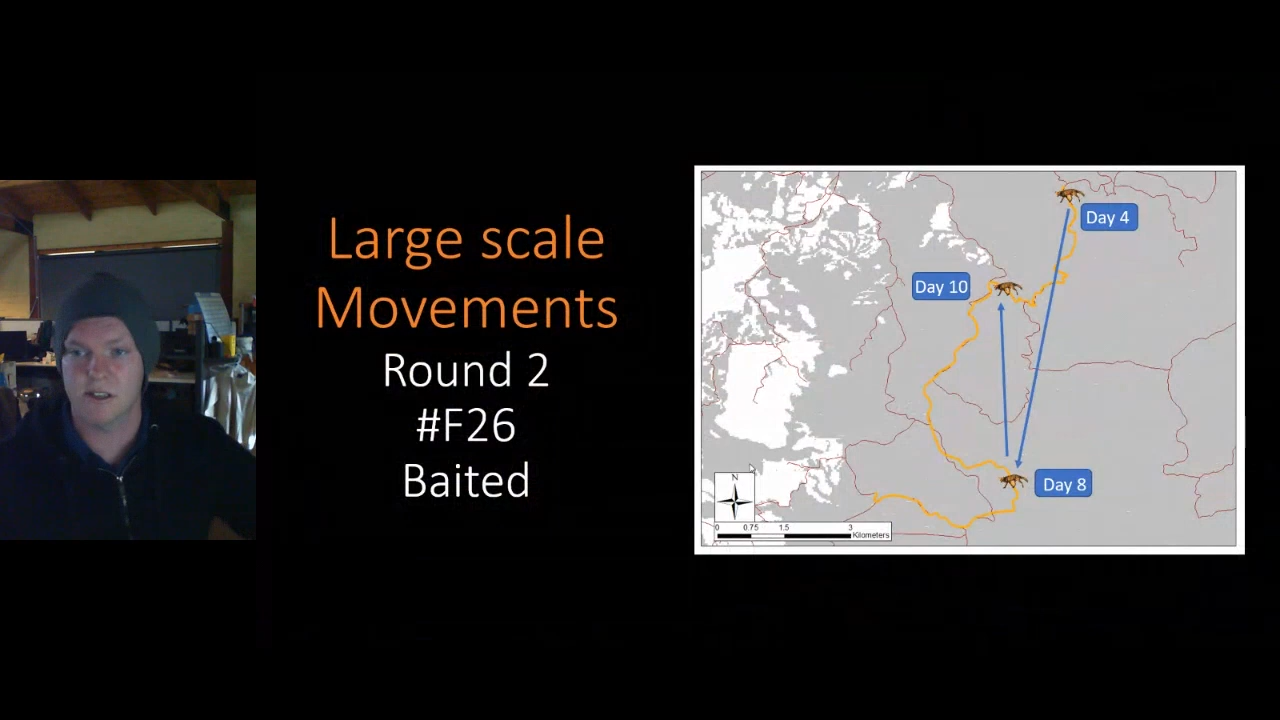 Large scale
Movements
Round 2
#F26
Baited
Day 4
Day 10
Day 8
N
0 0.75 1.5 3
Kilometers